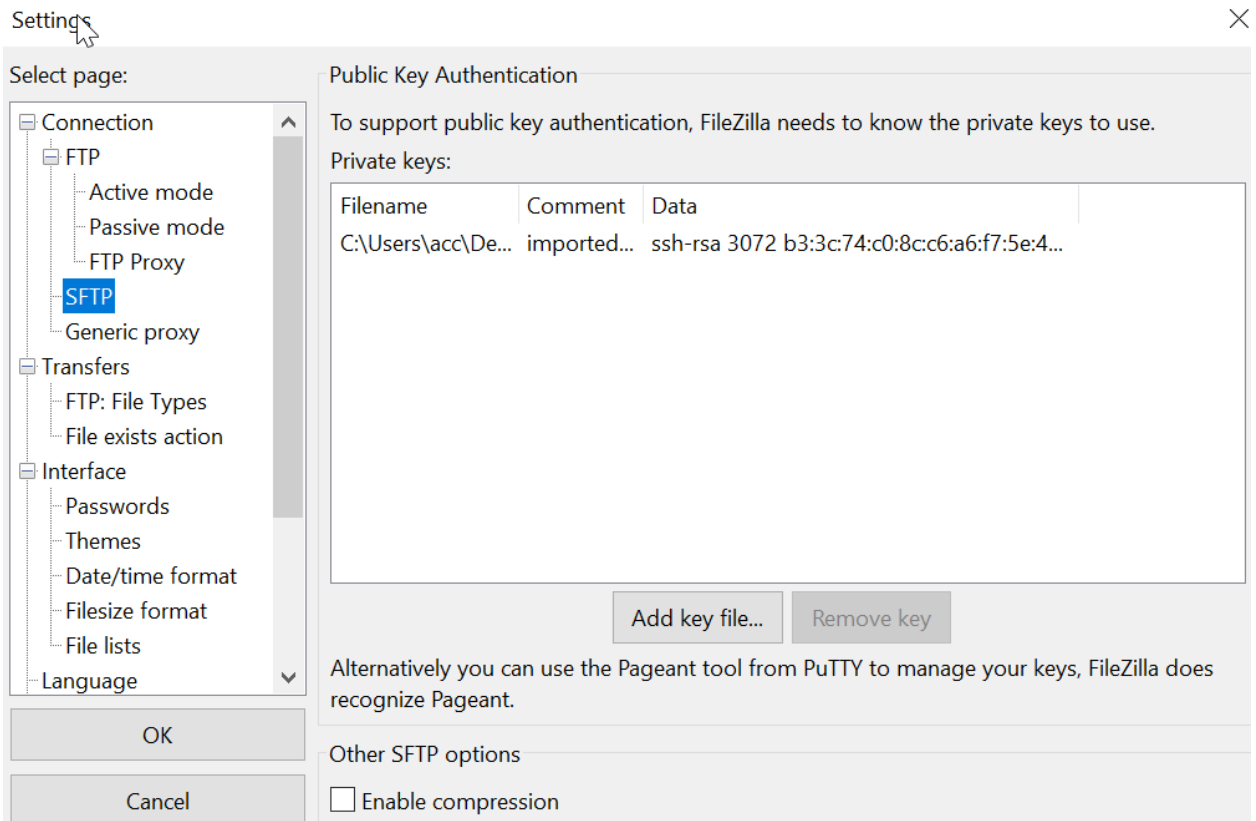 Settings
Select page:
Connection
FTP
Active mode
Passive mode
FTP Proxy
SFTP
Generic proxy
Transfers
FTP: File Types
File exists action
Interface
Passwords
Themes
Date/time format
Filesize format
File lists
Language
OK
Cancel
Public Key Authentication
To support public key authentication, FileZilla needs to know the private keys to use.
Private keys:
Filename Comment Data
C:\Users\acc\De... imported... ssh-rsa 3072 b3:3c:74:c0:8c:c6:a6:f7:5e:4...
Add key file... Remove key
Alternatively you can use the Pageant tool from PuTTY to manage your keys, FileZilla does
recognize Pageant.
Other SFTP options
Enable compression